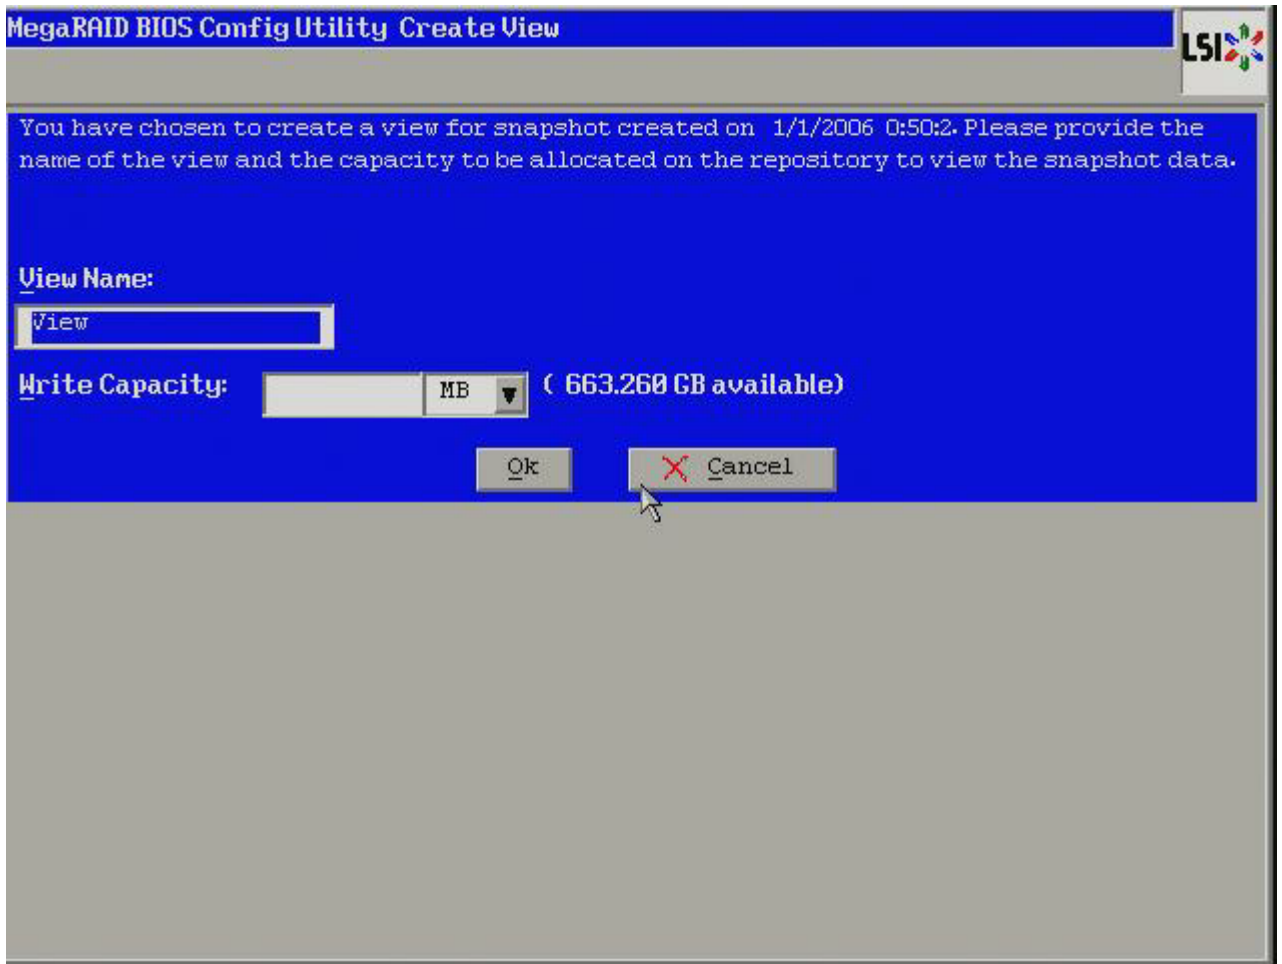 MegaRAID BIOS Config Utility Create View
LSI
You have chosen to create a view for snapshot created on 1/1/2006 0:50:2. Please provide the
name of the view and the capacity to be allocated on the repository to view the snapshot data.
View Name:
View
Write Capacity: MB ( 663.260 GB available)
Ok Cancel